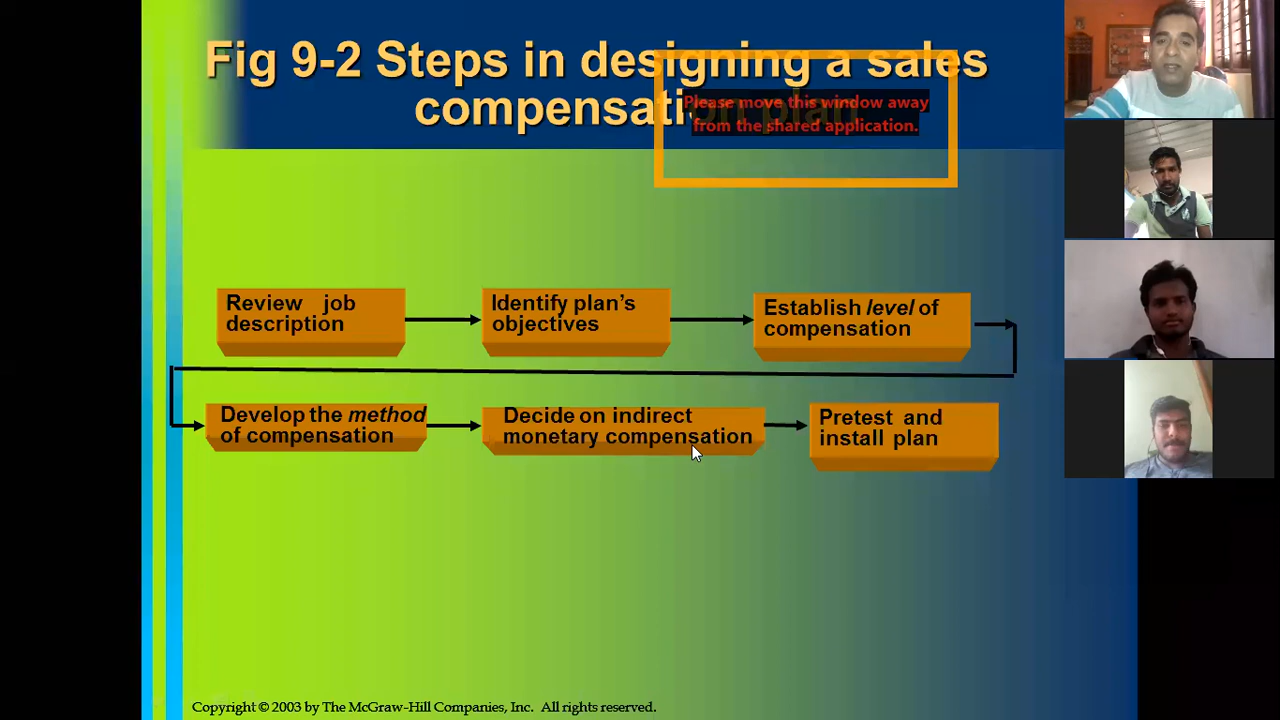 Fig 9-2 Steps in designing a sales
compensation plan
Please move this window away
from the shared application.
Review job
description
Identify plan's
objectives
Establish level of
compensation
Develop the method
of compensation
Decide on indirect
monetary compensation
Pretest and
install plan
Copyright © 2003 by The McGraw-Hill Companies, Inc. All rights reserved.